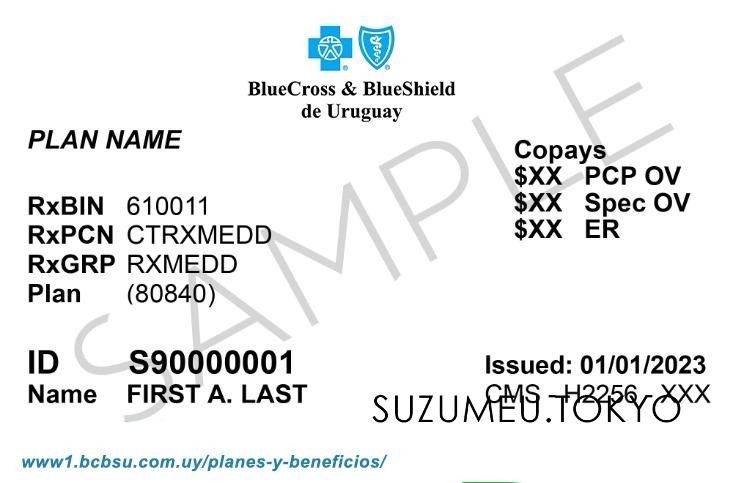 BlueCross & BlueShield
de Uruguay
PLAN NAME
Copays
$XX PCP OV
$XX Spec OV
$XX ER
RxBIN 610011
RxPCN CTRXMEDD
RxGRP RXMEDD
Plan (80840)
SAMPLE
ID S90000001
Name FIRST A. LAST
Issued: 01/01/2023
CMS - H2256 - XXX
SUZUMEU.TOKYO
www1.bcbsu.com.uy/planes-y-beneficios/